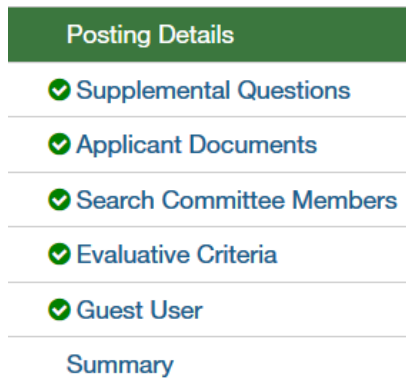 Posting Details
Supplemental Questions
Applicant Documents
Search Committee Members
Evaluative Criteria
Guest User
Summary